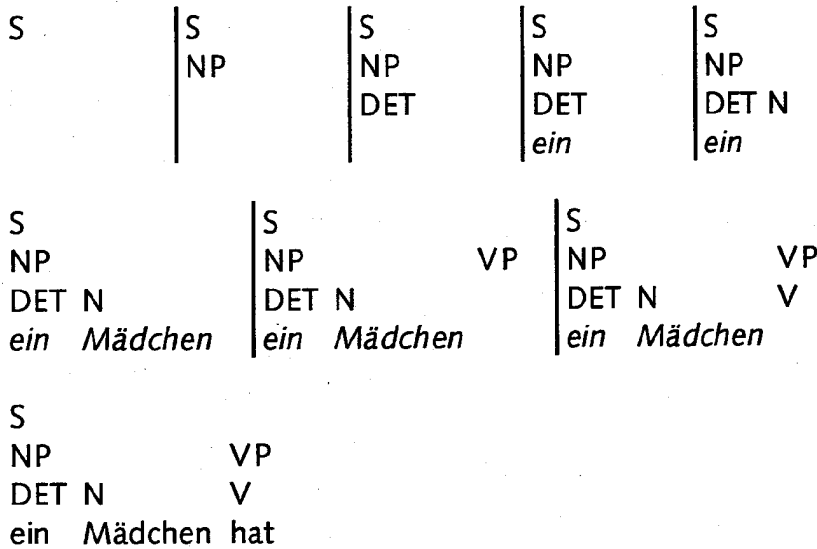 S S S S S
NP NP NP NP
DET DET DET N
ein ein
S S S
NP NP VP NP VP
DET N DET N DET N V
ein Mädchen ein Mädchen ein Mädchen
S
NP VP
DET N V
ein Mädchen hat